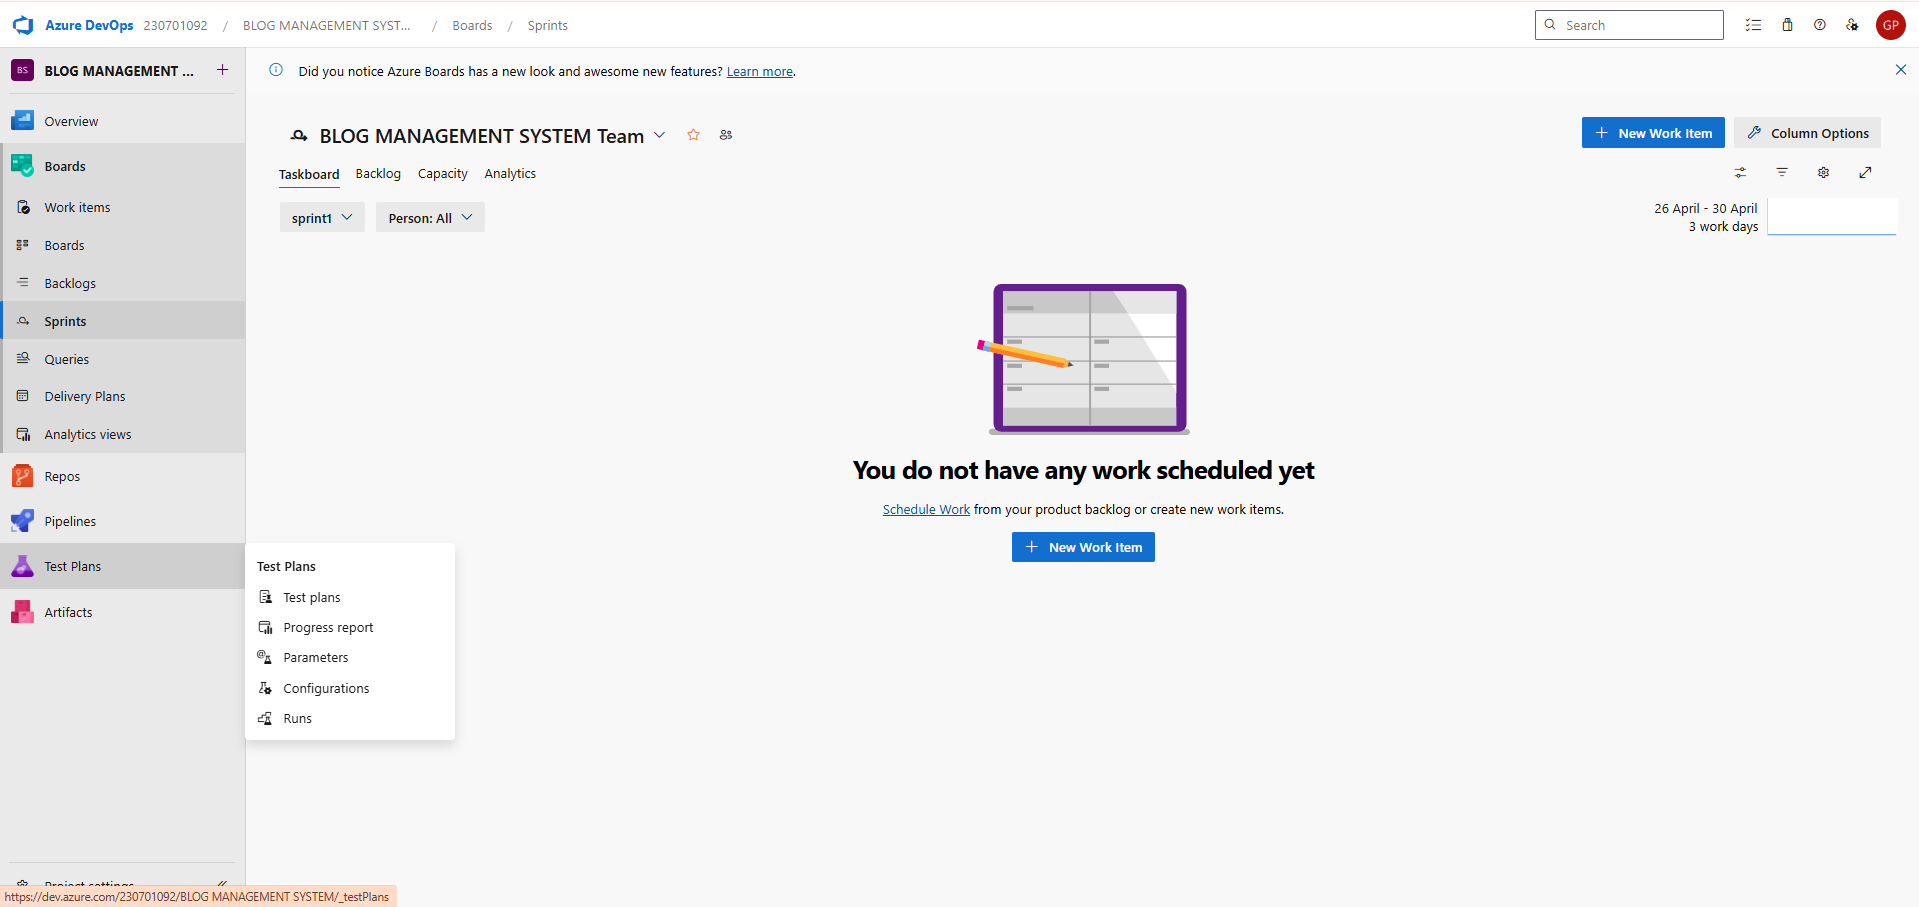 Azure DevOps 230701092 / BLOG MANAGEMENT SYST... / Boards / Sprints
Search
GP
BS BLOG MANAGEMENT ... +
Did you notice Azure Boards has a new look and awesome new features? Learn more.
Overview
Boards
Work items
Boards
Backlogs
Sprints
Queries
Delivery Plans
Analytics views
Repos
Pipelines
Test Plans
Artifacts
Project settings
BLOG MANAGEMENT SYSTEM Team
New Work Item
Column Options
Taskboard Backlog Capacity Analytics
sprint1 Person: All
26 April - 30 April
3 work days
You do not have any work scheduled yet
Schedule Work from your product backlog or create new work items.
New Work Item
Test Plans
Test plans
Progress report
Parameters
Configurations
Runs
https://dev.azure.com/230701092/BLOG MANAGEMENT SYSTEM/_testPlans